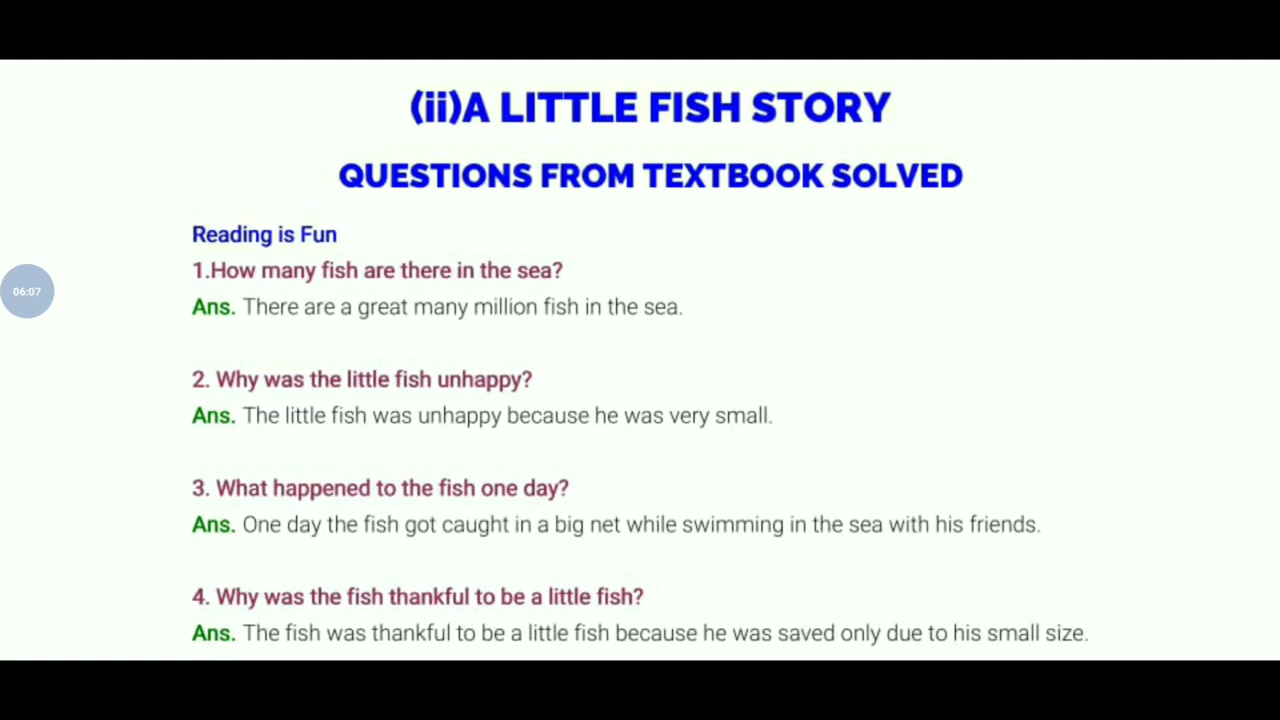 (ii)A LITTLE FISH STORY
QUESTIONS FROM TEXTBOOK SOLVED
Reading is Fun
1.How many fish are there in the sea?
Ans. There are a great many million fish in the sea.
06:07
2. Why was the little fish unhappy?
Ans. The little fish was unhappy because he was very small.
3. What happened to the fish one day?
Ans. One day the fish got caught in a big net while swimming in the sea with his friends.
4. Why was the fish thankful to be a little fish?
Ans. The fish was thankful to be a little fish because he was saved only due to his small size.